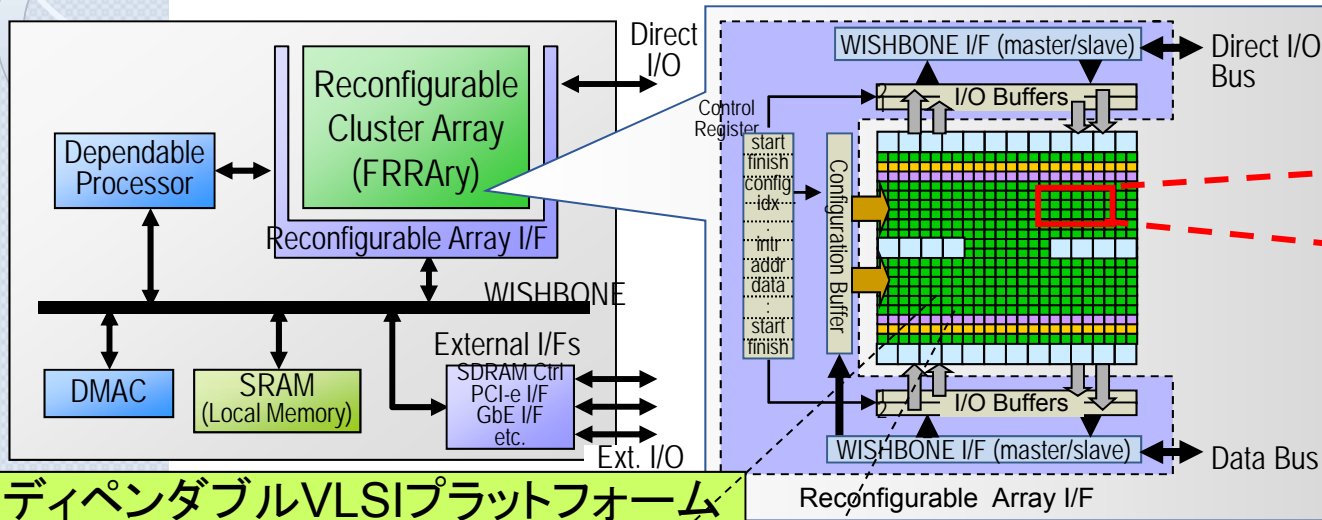 Direct
I/O
Reconfigurable
Cluster Array
(FRRAry)
Dependable
Processor
Reconfigurable Array I/F
WISHBONE
DMAC
SRAM
(Local Memory)
External I/Fs
SDRAM Ctrl
PCI-e I/F
GbE I/F
etc.
Ext. I/O
ディペンダブルVLSIプラットフォーム
WISHBONE I/F (master/slave)
Direct I/O
Bus
I/O Buffers
Control
Register
start
finish
config
idx
:
intr
addr
data
:
start
finish
Configuration Buffer
I/O Buffers
WISHBONE I/F (master/slave)
Data Bus
Reconfigurable Array I/F